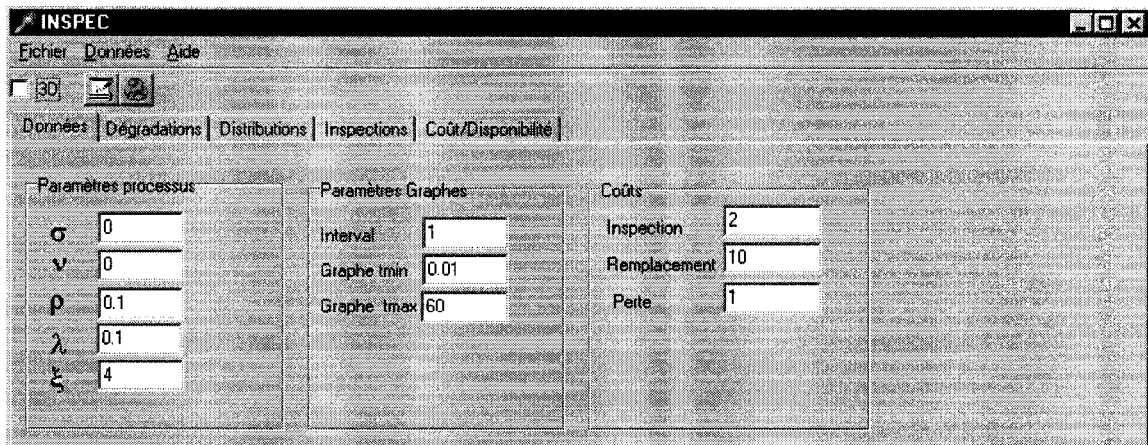 INSPEC
Fichier Données Aide
3D
Données Dégradations Distributions Inspections Coût/Disponibilité
Paramètres processus
σ 0
ν 0
ρ 0.1
λ 0.1
ξ 4
Paramètres Graphes
Interval 1
Graphe tmin 0.01
Graphe tmax 60
Coûts
Inspection 2
Remplacement 10
Perte 1